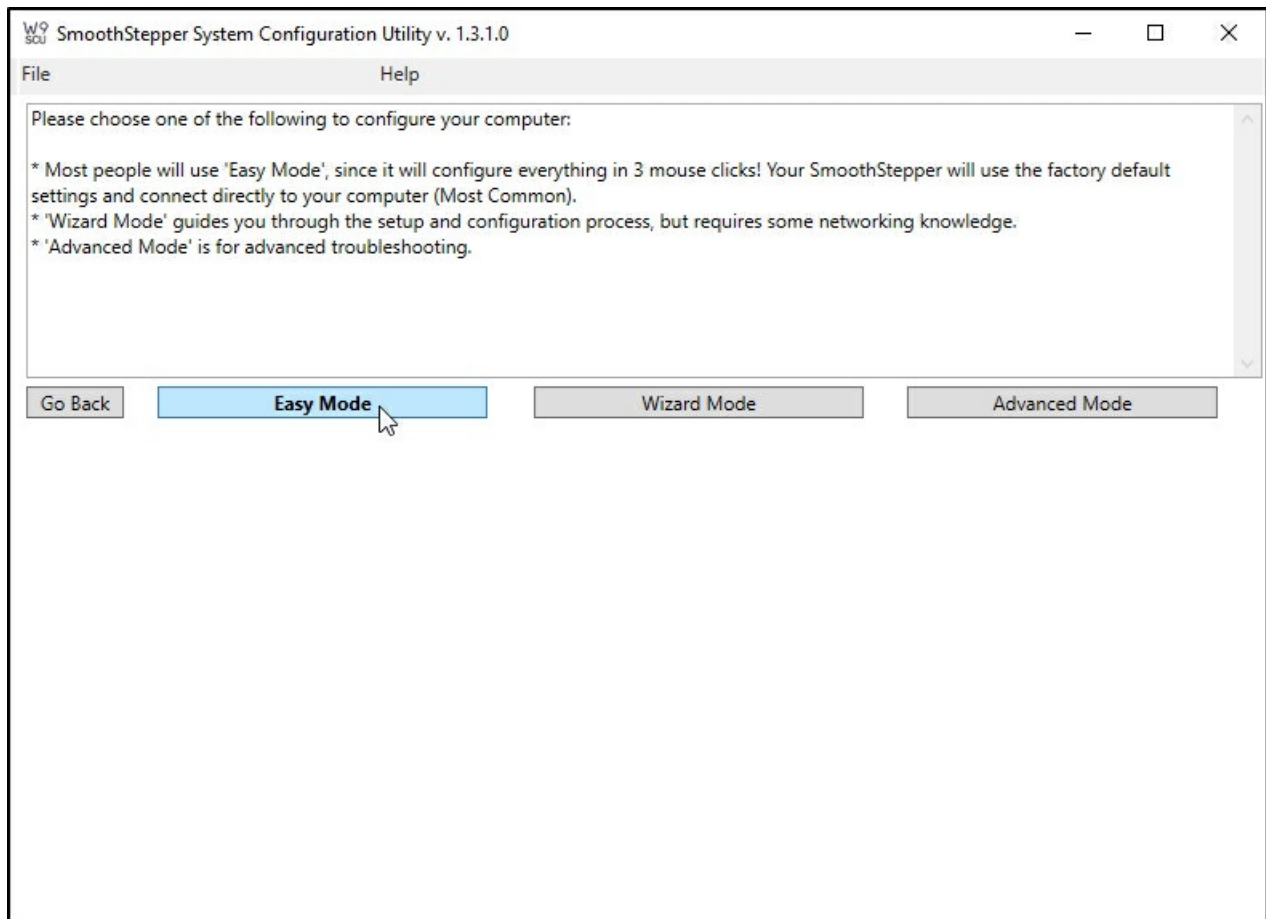 W9
SCU
SmoothStepper System Configuration Utility v. 1.3.1.0
File Help
Please choose one of the following to configure your computer:
* Most people will use 'Easy Mode', since it will configure everything in 3 mouse clicks! Your SmoothStepper will use the factory default
settings and connect directly to your computer (Most Common).
* 'Wizard Mode' guides you through the setup and configuration process, but requires some networking knowledge.
* 'Advanced Mode' is for advanced troubleshooting.
Go Back Easy Mode Wizard Mode Advanced Mode